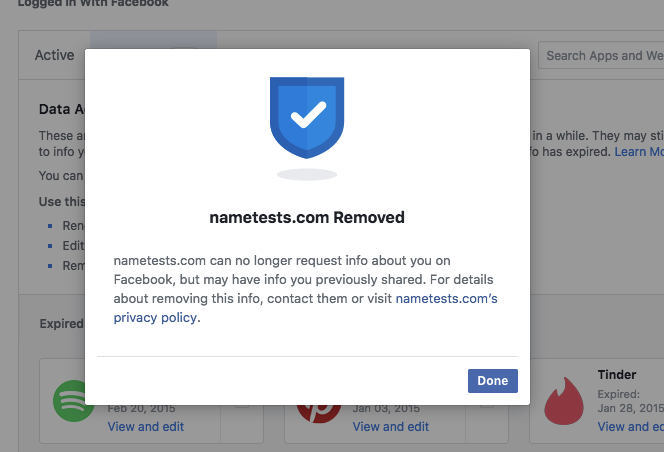 Logged in With Facebook
Active
Search Apps and We
Data A
These a
in a while. They may sti
to info y
fo has expired. Learn Mo
You can
Use this
Ren
Edit
Rem
nametests.com Removed
nametests.com can no longer request info about you on
Facebook, but may have info you previously shared. For details
about removing this info, contact them or visit nametests.com's
privacy policy.
Done
Expired
Feb 20, 2015
View and edit
Jan 03, 2015
View and edit
Tinder
Expired:
Jan 28, 2015
View and ed